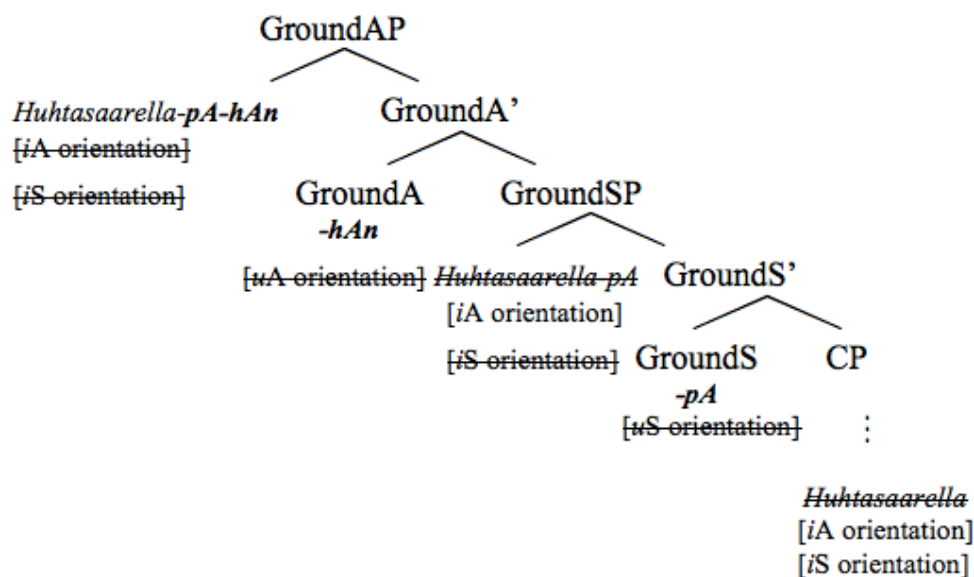 GroundAP
Huhtasaarella-pA-hAn GroundA’
[iA orientation]
[iS orientation] GroundA GroundSP
-hAn
[uA orientation] Huhtasaarella-pA GroundS’
[iA orientation]
[iS orientation] GroundS CP
-pA
[uS orientation] ⋮
Huhtasaarella
[iA orientation]
[iS orientation]